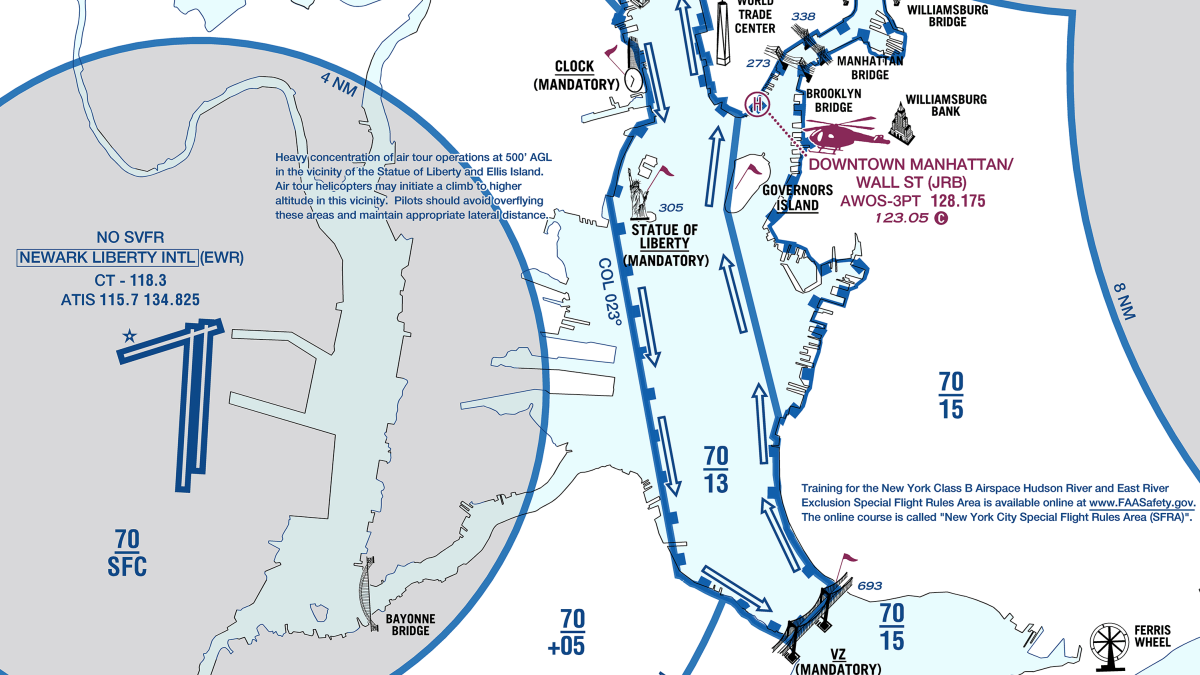 WORLD
TRADE
CENTER
338
WILLIAMSBURG
BRIDGE
CLOCK
(MANDATORY)
273
MANHATTAN
BRIDGE
4 NM
BROOKLYN
BRIDGE
WILLIAMSBURG
BANK
H
Heavy concentration of air tour operations at 500' AGL
in the vicinity of the Statue of Liberty and Ellis Island.
Air tour helicopters may initiate a climb to higher
altitude in this vicinity. Pilots should avoid overflying
these areas and maintain appropriate lateral distance.
DOWNTOWN MANHATTAN/
WALL ST (JRB)
AWOS-3PT 128.175
123.05 C
GOVERNORS
ISLAND
305
STATUE OF
LIBERTY
(MANDATORY)
NO SVFR
NEWARK LIBERTY INTL (EWR)
CT - 118.3
ATIS 115.7 134.825
COL 023°
8 NM
70
15
70
13
Training for the New York Class B Airspace Hudson River and East River
Exclusion Special Flight Rules Area is available online at www.FAASafety.gov.
The online course is called "New York City Special Flight Rules Area (SFRA)".
70
SFC
693
BAYONNE
BRIDGE
70
+05
70
15
VZ
(MANDATORY)
FERRIS
WHEEL